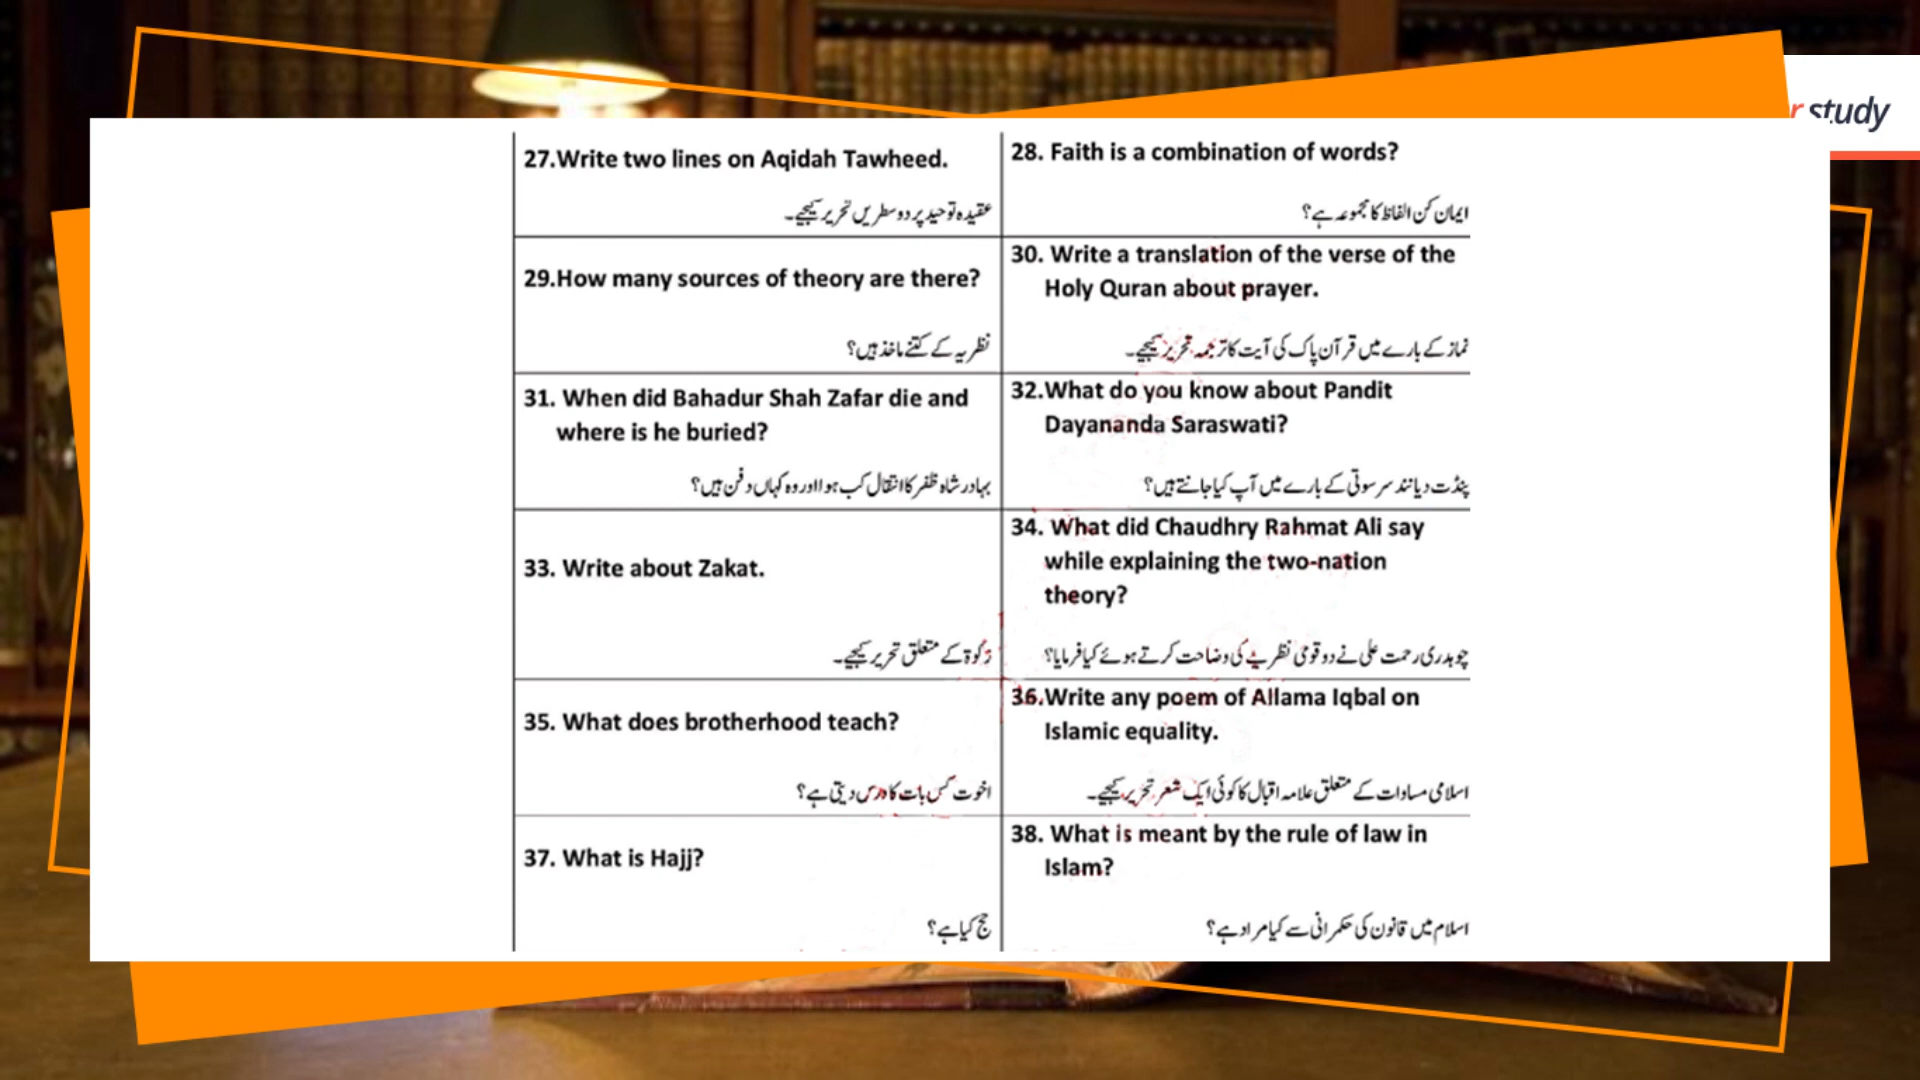 r study
27.Write two lines on Aqidah Tawheed.
عقیدہ توحید پر دو سطریں تحریر کیجیے۔
28. Faith is a combination of words?
ایمان کن الفاظ کا مجموعہ ہے؟
29.How many sources of theory are there?
نظریہ کے کتنے ماخذ ہیں؟
30. Write a translation of the verse of the
Holy Quran about prayer.
نماز کے بارے میں قرآن پاک کی آیت کا ترجمہ تحریر کیجیے۔
31. When did Bahadur Shah Zafar die and
where is he buried?
بہادر شاہ ظفر کا انتقال کب ہوا اور وہ کہاں دفن ہیں؟
32.What do you know about Pandit
Dayananda Saraswati?
پنڈت دیانند سرسوتی کے بارے میں آپ کیا جانتے ہیں؟
33. Write about Zakat.
زکوٰۃ کے متعلق تحریر کیجیے۔
34. What did Chaudhry Rahmat Ali say
while explaining the two-nation
theory?
چوہدری رحمت علی نے دو قومی نظریے کی وضاحت کرتے ہوئے کیا فرمایا؟
35. What does brotherhood teach?
اخوت کس بات کا درس دیتی ہے؟
36.Write any poem of Allama Iqbal on
Islamic equality.
اسلامی مساوات کے متعلق علامہ اقبال کا کوئی ایک شعر تحریر کیجیے۔
37. What is Hajj?
حج کیا ہے؟
38. What is meant by the rule of law in
Islam?
اسلام میں قانون کی حکمرانی سے کیا مراد ہے؟